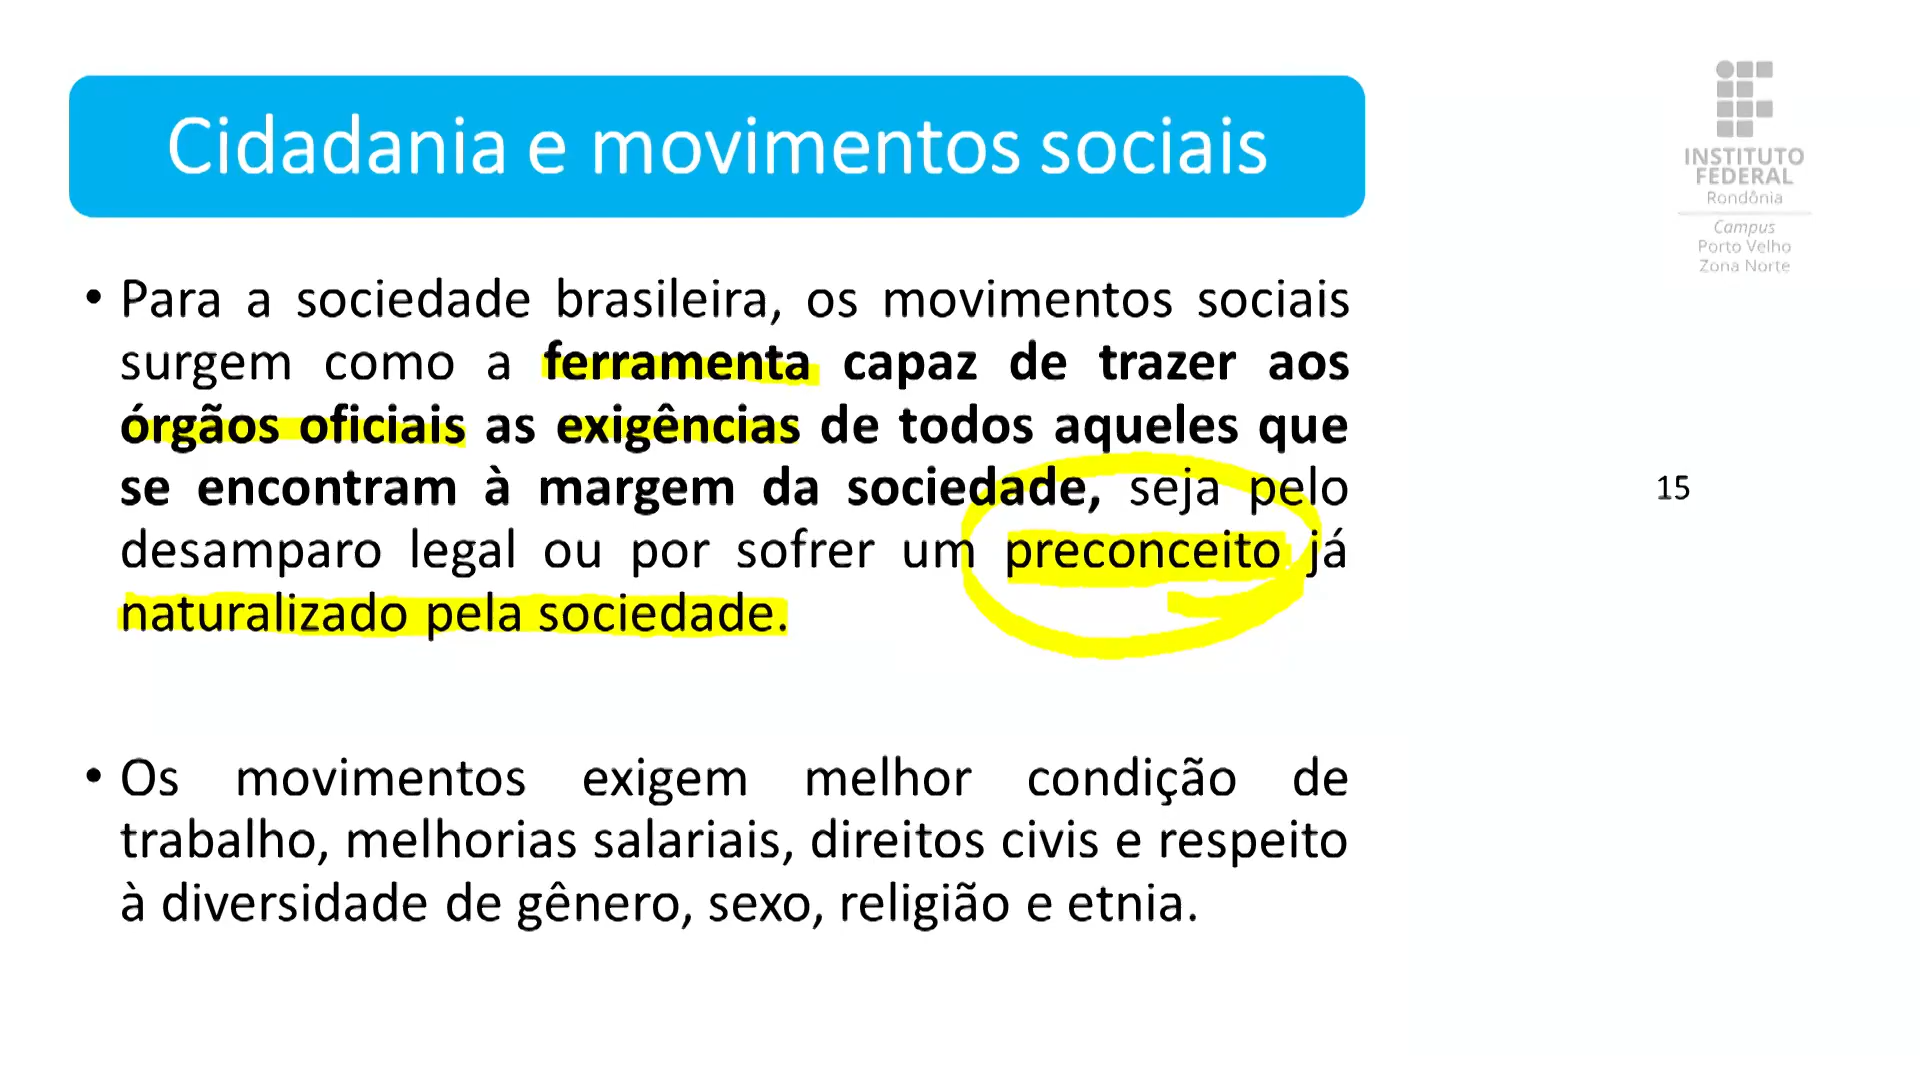 Cidadania e movimentos sociais
INSTITUTO
FEDERAL
Rondônia
Campus
Porto Velho
Zona Norte
• Para a sociedade brasileira, os movimentos sociais
surgem como a ferramenta capaz de trazer aos
órgãos oficiais as exigências de todos aqueles que
se encontram à margem da sociedade, seja pelo
desamparo legal ou por sofrer um preconceito já
naturalizado pela sociedade.
15
• Os movimentos exigem melhor condição de
trabalho, melhorias salariais, direitos civis e respeito
à diversidade de gênero, sexo, religião e etnia.